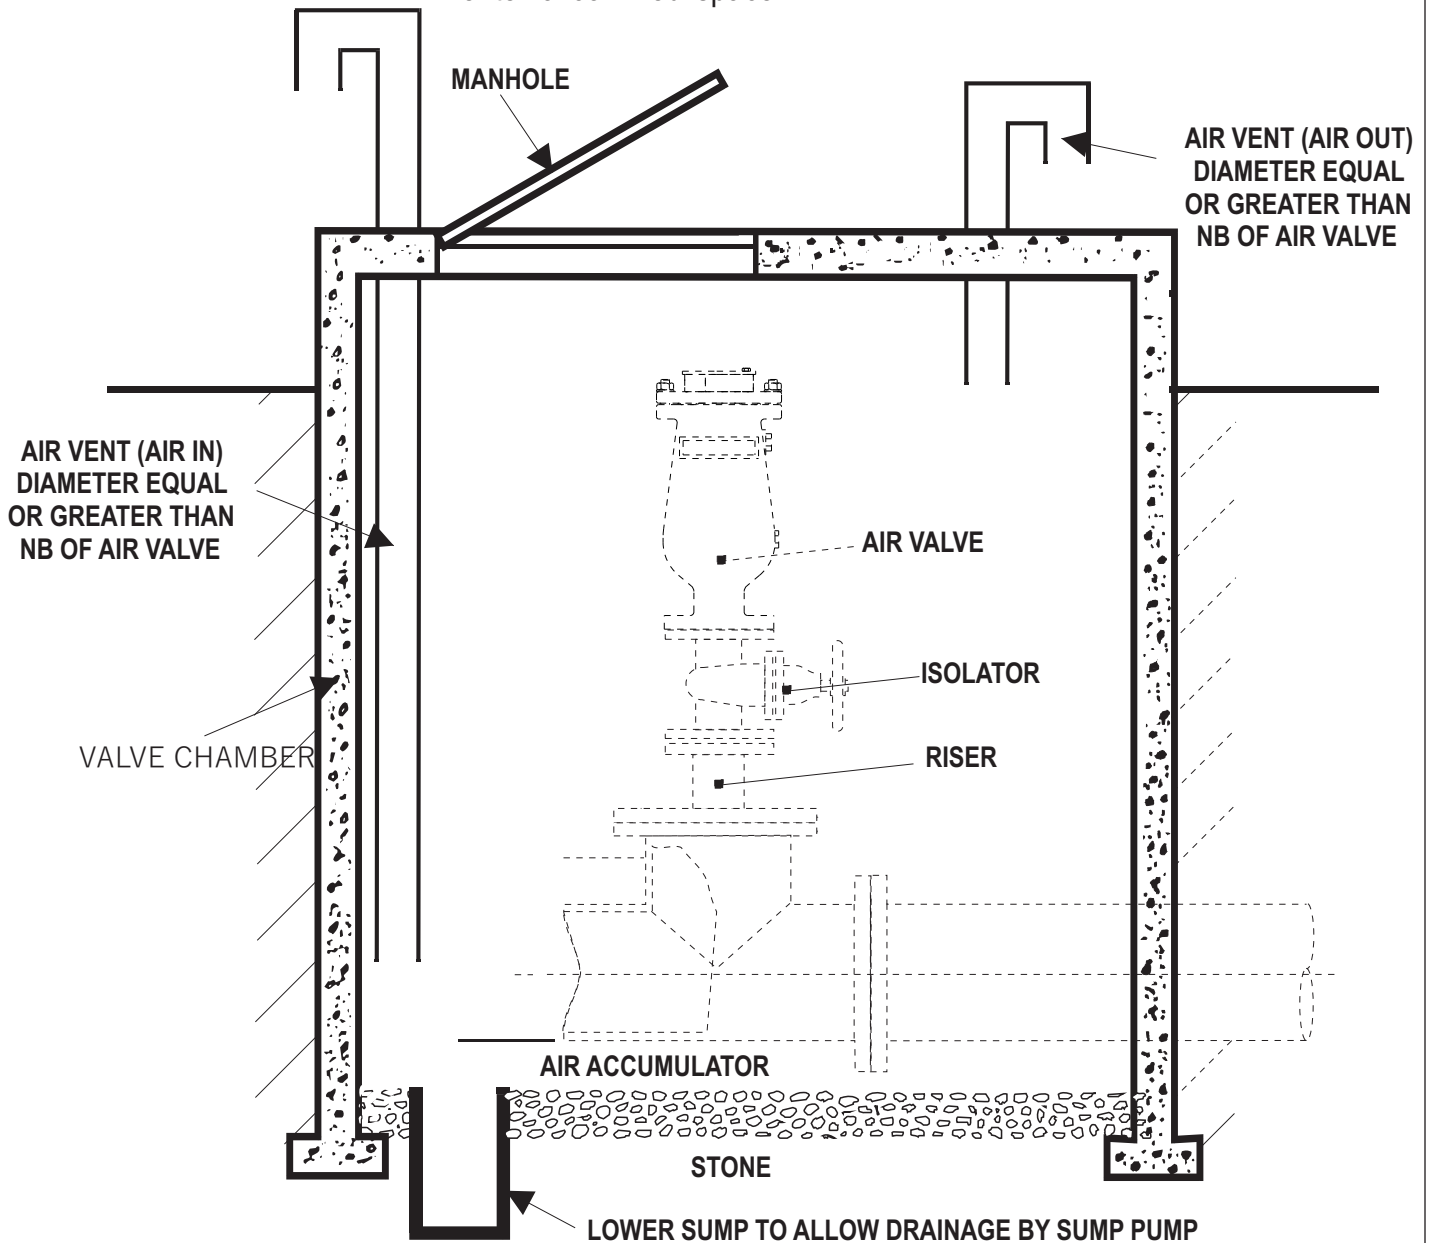 MANHOLE
AIR VENT (AIR OUT)
DIAMETER EQUAL
OR GREATER THAN
NB OF AIR VALVE
AIR VENT (AIR IN)
DIAMETER EQUAL
OR GREATER THAN
NB OF AIR VALVE
AIR VALVE
ISOLATOR
VALVE CHAMBER
RISER
AIR ACCUMULATOR
STONE
LOWER SUMP TO ALLOW DRAINAGE BY SUMP PUMP